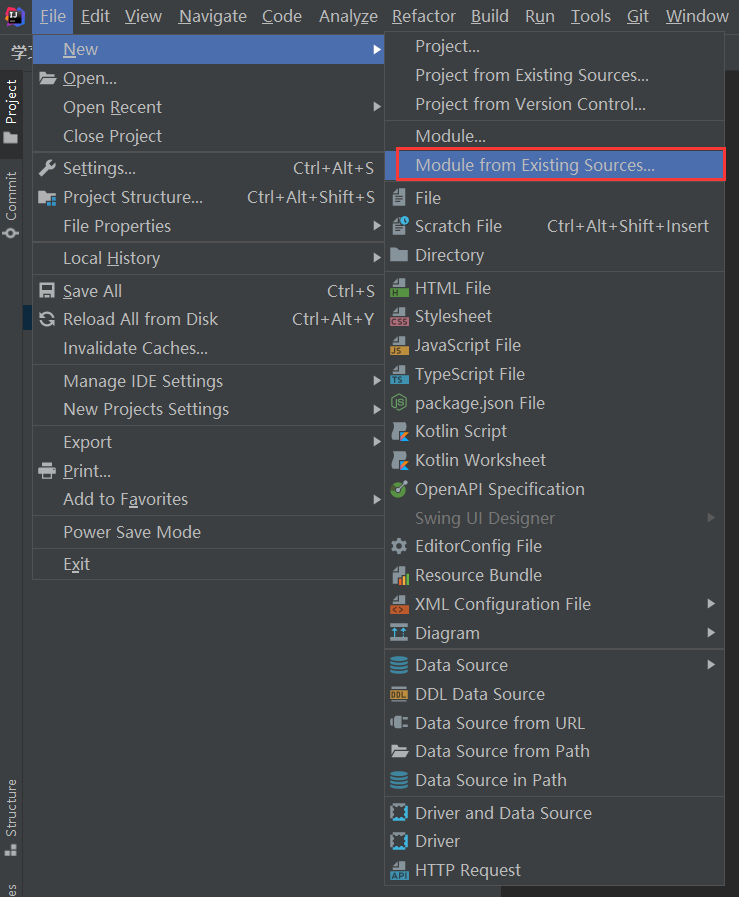 File Edit View Navigate Code Analyze Refactor Build Run Tools Git Window
学
Project
Commit
Structure
New
Open...
Open Recent
Close Project
Settings... Ctrl+Alt+S
Project Structure... Ctrl+Alt+Shift+S
File Properties
Local History
Save All Ctrl+S
Reload All from Disk Ctrl+Alt+Y
Invalidate Caches...
Manage IDE Settings
New Projects Settings
Export
Print...
Add to Favorites
Power Save Mode
Exit
Project...
Project from Existing Sources...
Project from Version Control...
Module...
Module from Existing Sources...
File
Scratch File Ctrl+Alt+Shift+Insert
Directory
HTML File
Stylesheet
JavaScript File
TypeScript File
package.json File
Kotlin Script
Kotlin Worksheet
OpenAPI Specification
Swing UI Designer
EditorConfig File
Resource Bundle
XML Configuration File
Diagram
Data Source
DDL Data Source
Data Source from URL
Data Source from Path
Data Source in Path
Driver and Data Source
Driver
HTTP Request